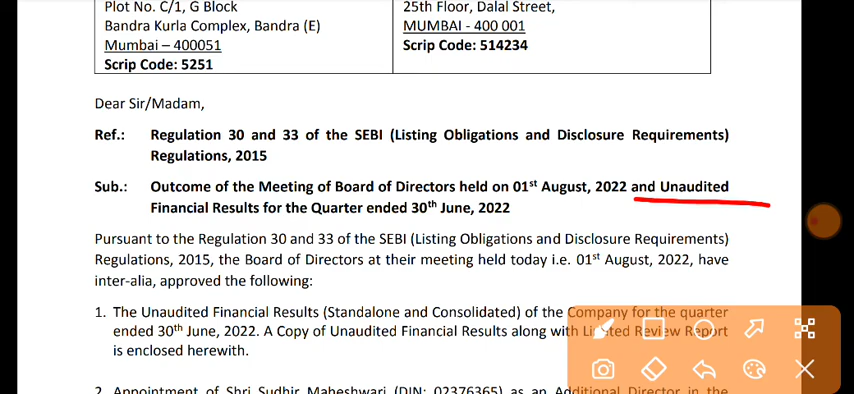 Plot No. C/1, G Block
Bandra Kurla Complex, Bandra (E)
Mumbai – 400051
Scrip Code: 5251
25th Floor, Dalal Street,
MUMBAI - 400 001
Scrip Code: 514234
Dear Sir/Madam,
Ref.: Regulation 30 and 33 of the SEBI (Listing Obligations and Disclosure Requirements)
Regulations, 2015
Sub.: Outcome of the Meeting of Board of Directors held on 01st August, 2022 and Unaudited
Financial Results for the Quarter ended 30th June, 2022
Pursuant to the Regulation 30 and 33 of the SEBI (Listing Obligations and Disclosure Requirements)
Regulations, 2015, the Board of Directors at their meeting held today i.e. 01st August, 2022, have
inter-alia, approved the following:
1. The Unaudited Financial Results (Standalone and Consolidated) of the Company for the quarter
ended 30th June, 2022. A Copy of Unaudited Financial Results along with Review Report
is enclosed herewith.
2. Appointment of Shri Sudhir Maheshwari (DIN: 02376365) as an Additional Director in the